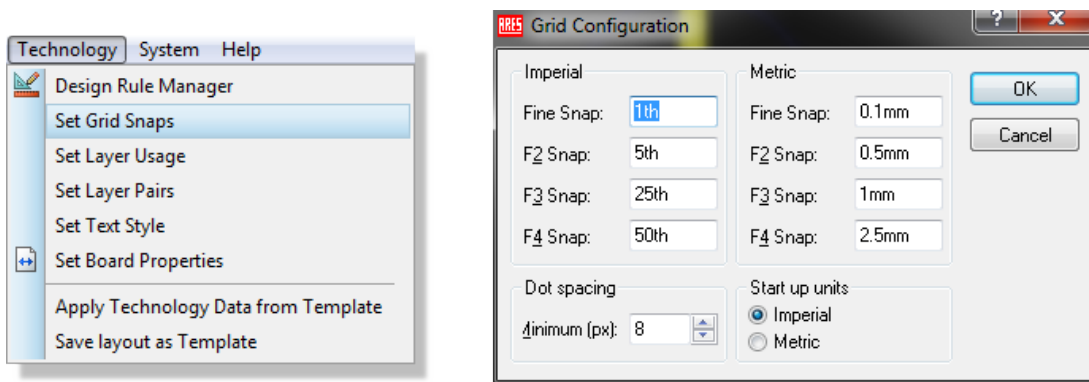 Technology System Help
Design Rule Manager
Set Grid Snaps
Set Layer Usage
Set Layer Pairs
Set Text Style
Set Board Properties
Apply Technology Data from Template
Save layout as Template
ARES Grid Configuration
? X
Imperial
Fine Snap: 1th
F2 Snap: 5th
F3 Snap: 25th
F4 Snap: 50th
Metric
Fine Snap: 0.1mm
F2 Snap: 0.5mm
F3 Snap: 1mm
F4 Snap: 2.5mm
OK
Cancel
Dot spacing
Minimum (px): 8
Start up units
Imperial
Metric